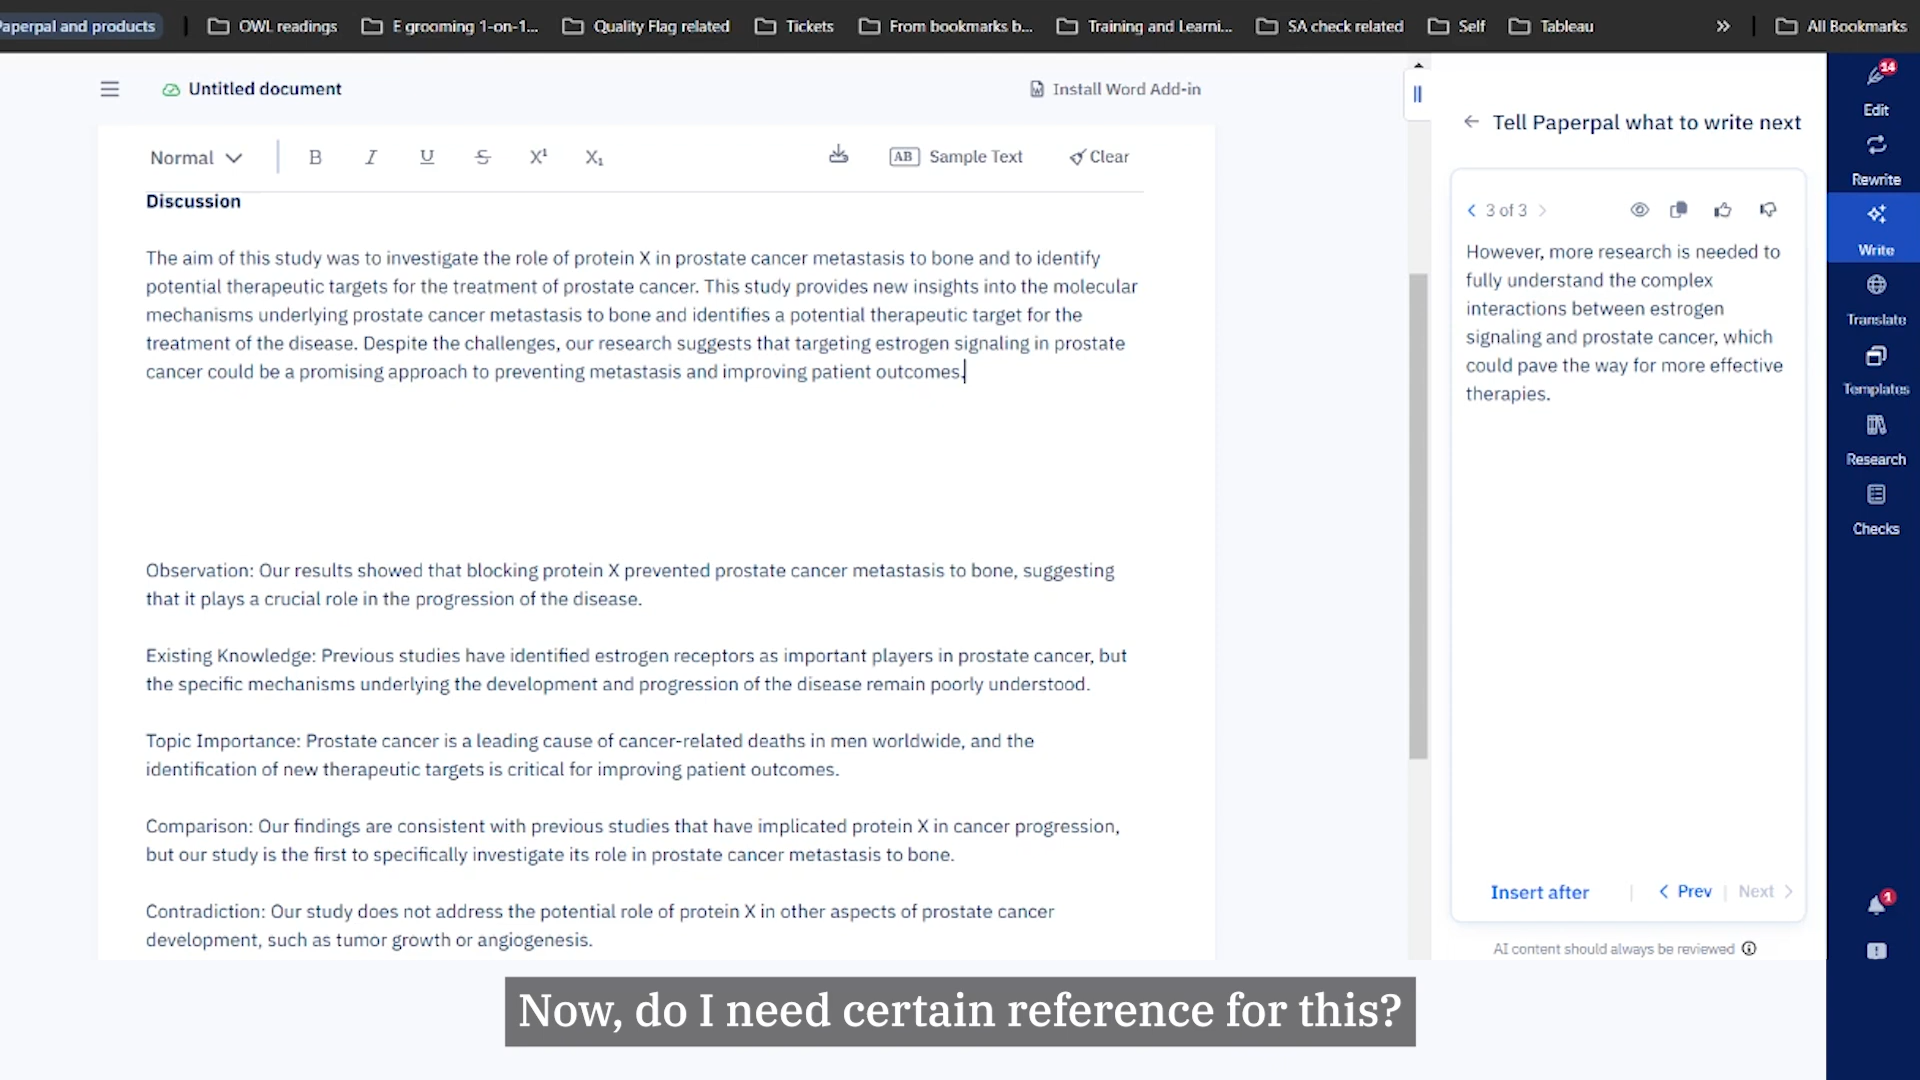 Paperpal and products
OWL readings
E grooming 1-on-1...
Quality Flag related
Tickets
From bookmarks b...
Training and Learni...
SA check related
Self
Tableau
All Bookmarks
Untitled document
Install Word Add-in
Normal
B I U S X¹ X₁
AB Sample Text
Clear
Discussion
The aim of this study was to investigate the role of protein X in prostate cancer metastasis to bone and to identify
potential therapeutic targets for the treatment of prostate cancer. This study provides new insights into the molecular
mechanisms underlying prostate cancer metastasis to bone and identifies a potential therapeutic target for the
treatment of the disease. Despite the challenges, our research suggests that targeting estrogen signaling in prostate
cancer could be a promising approach to preventing metastasis and improving patient outcomes.
Observation: Our results showed that blocking protein X prevented prostate cancer metastasis to bone, suggesting
that it plays a crucial role in the progression of the disease.
Existing Knowledge: Previous studies have identified estrogen receptors as important players in prostate cancer, but
the specific mechanisms underlying the development and progression of the disease remain poorly understood.
Topic Importance: Prostate cancer is a leading cause of cancer-related deaths in men worldwide, and the
identification of new therapeutic targets is critical for improving patient outcomes.
Comparison: Our findings are consistent with previous studies that have implicated protein X in cancer progression,
but our study is the first to specifically investigate its role in prostate cancer metastasis to bone.
Contradiction: Our study does not address the potential role of protein X in other aspects of prostate cancer
development, such as tumor growth or angiogenesis.
Tell Paperpal what to write next
3 of 3
However, more research is needed to
fully understand the complex
interactions between estrogen
signaling and prostate cancer, which
could pave the way for more effective
therapies.
Insert after
Prev
Next
AI content should always be reviewed
14
Edit
Rewrite
Write
Translate
Templates
Research
Checks
1
Now, do I need certain reference for this?